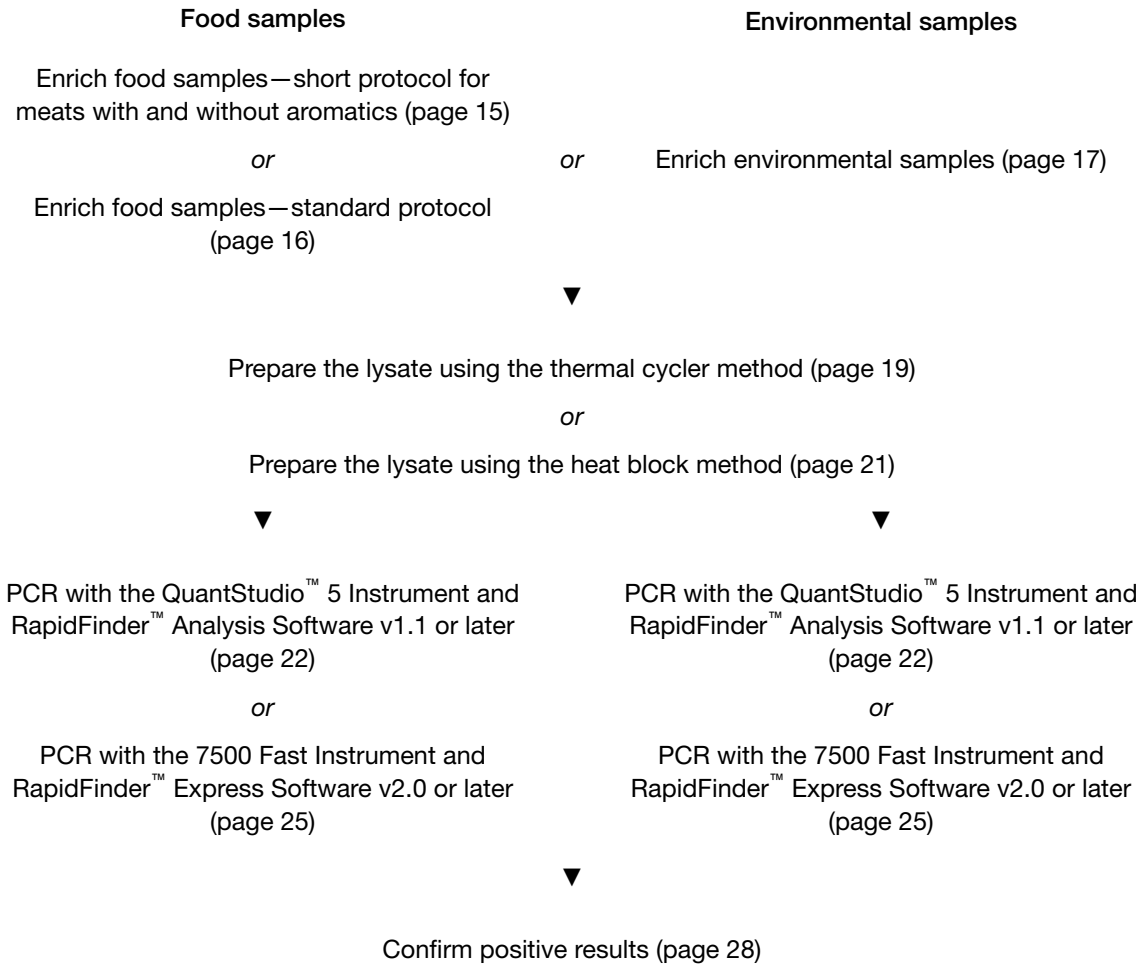 Food samples
Environmental samples
Enrich food samples—short protocol for
meats with and without aromatics (page 15)
or
Enrich food samples—standard protocol
(page 16)
or
Enrich environmental samples (page 17)
▼
Prepare the lysate using the thermal cycler method (page 19)
or
Prepare the lysate using the heat block method (page 21)
▼
▼
PCR with the QuantStudio™ 5 Instrument and
RapidFinder™ Analysis Software v1.1 or later
(page 22)
or
PCR with the 7500 Fast Instrument and
RapidFinder™ Express Software v2.0 or later
(page 25)
PCR with the QuantStudio™ 5 Instrument and
RapidFinder™ Analysis Software v1.1 or later
(page 22)
or
PCR with the 7500 Fast Instrument and
RapidFinder™ Express Software v2.0 or later
(page 25)
▼
Confirm positive results (page 28)